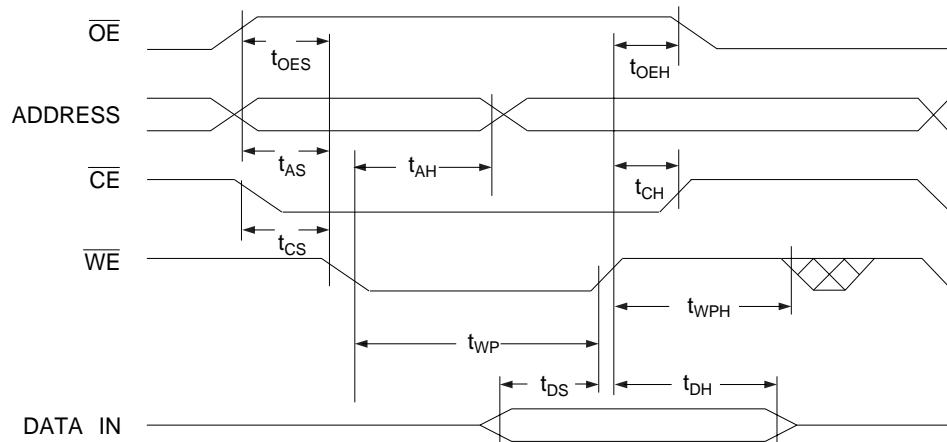 OE
tOES
tOEH
ADDRESS
tAS
tAH
CE
tCH
tCS
WE
tWPH
tWP
tDS
tDH
DATA IN